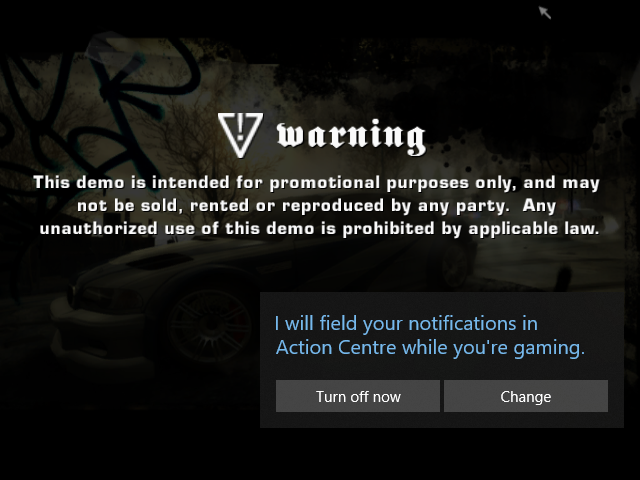 warning
This demo is intended for promotional purposes only, and may
not be sold, rented or reproduced by any party.  Any
unauthorized use of this demo is prohibited by applicable law.
I will field your notifications in
Action Centre while you're gaming.
Turn off now
Change